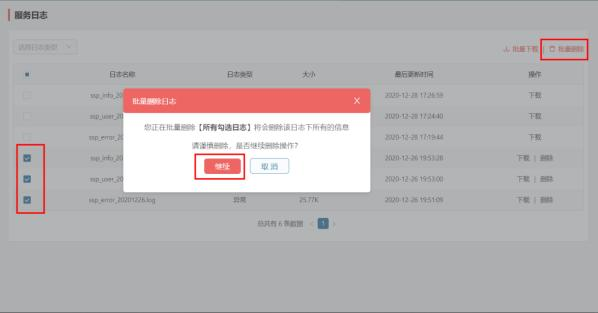 服务日志
选择日志类型
批量下载 | 批量删除
日志名称 日志类型 大小 最后更新时间 操作
ssp_info_20 2020-12-28 17:26:59 下载
ssp_user_20 2020-12-28 17:24:40 下载
ssp_error_20 2020-12-28 17:19:44 下载
批量删除日志 X
您正在批量删除【所有勾选日志】将会删除该日志下所有的信息
请谨慎删除，是否继续删除操作?
继续 取消
ssp_info_20 2020-12-26 19:53:28 下载 | 删除
ssp_user_20 2020-12-26 19:53:00 下载 | 删除
ssp_error_20201226.log 异常 25.77K 2020-12-26 19:51:09 下载 | 删除
总共有 6 条数据 < 1 >